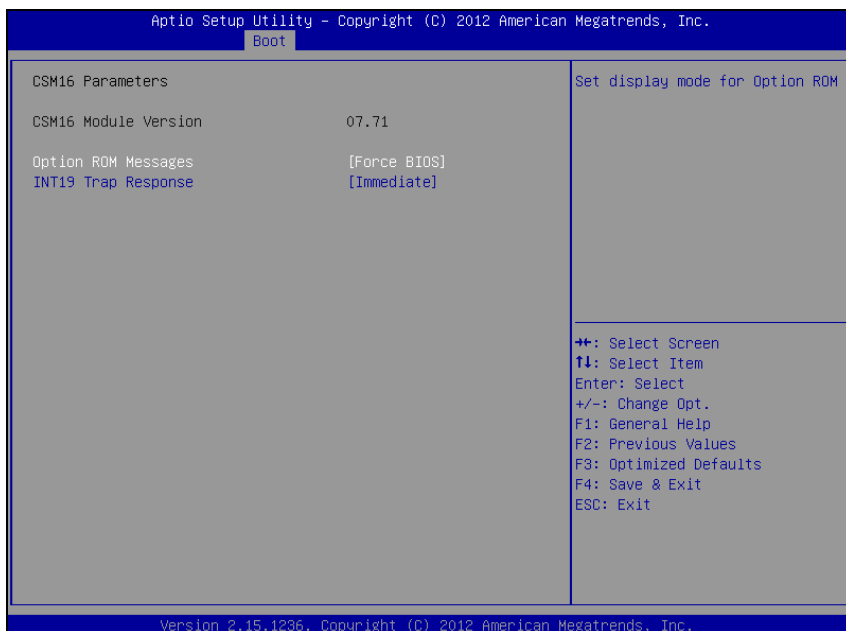 Aptio Setup Utility – Copyright (C) 2012 American Megatrends, Inc.
Boot
CSM16 Parameters
CSM16 Module Version 07.71
Option ROM Messages [Force BIOS]
INT19 Trap Response [Immediate]
Set display mode for Option ROM
→←: Select Screen
↑↓: Select Item
Enter: Select
+/-: Change Opt.
F1: General Help
F2: Previous Values
F3: Optimized Defaults
F4: Save & Exit
ESC: Exit
Version 2.15.1236. Copyright (C) 2012 American Megatrends, Inc.